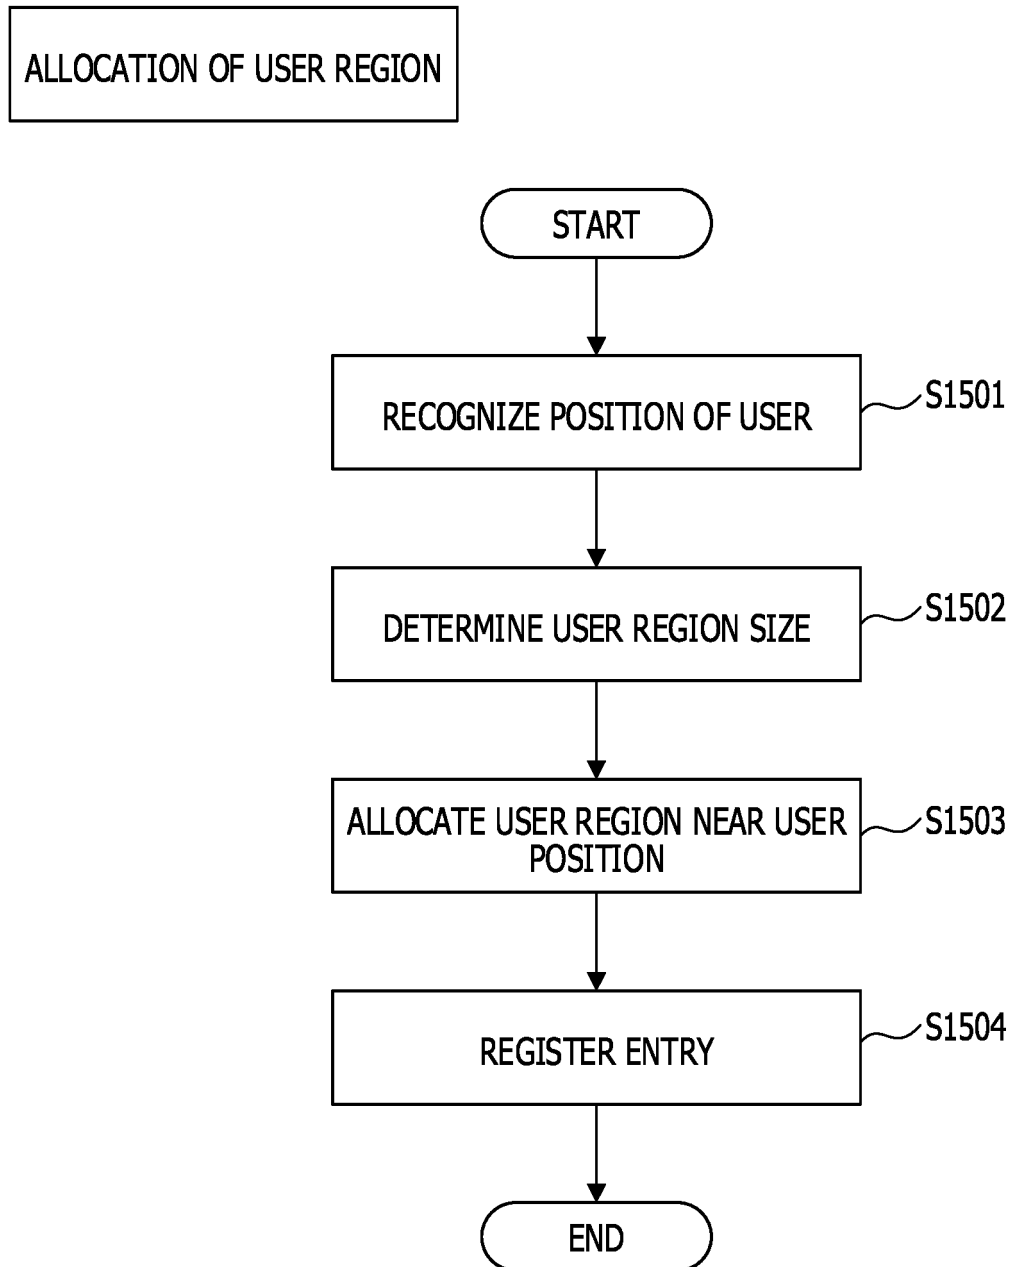 ALLOCATION OF USER REGION
START
RECOGNIZE POSITION OF USER
S1501
DETERMINE USER REGION SIZE
S1502
ALLOCATE USER REGION NEAR USER
POSITION
S1503
REGISTER ENTRY
S1504
END